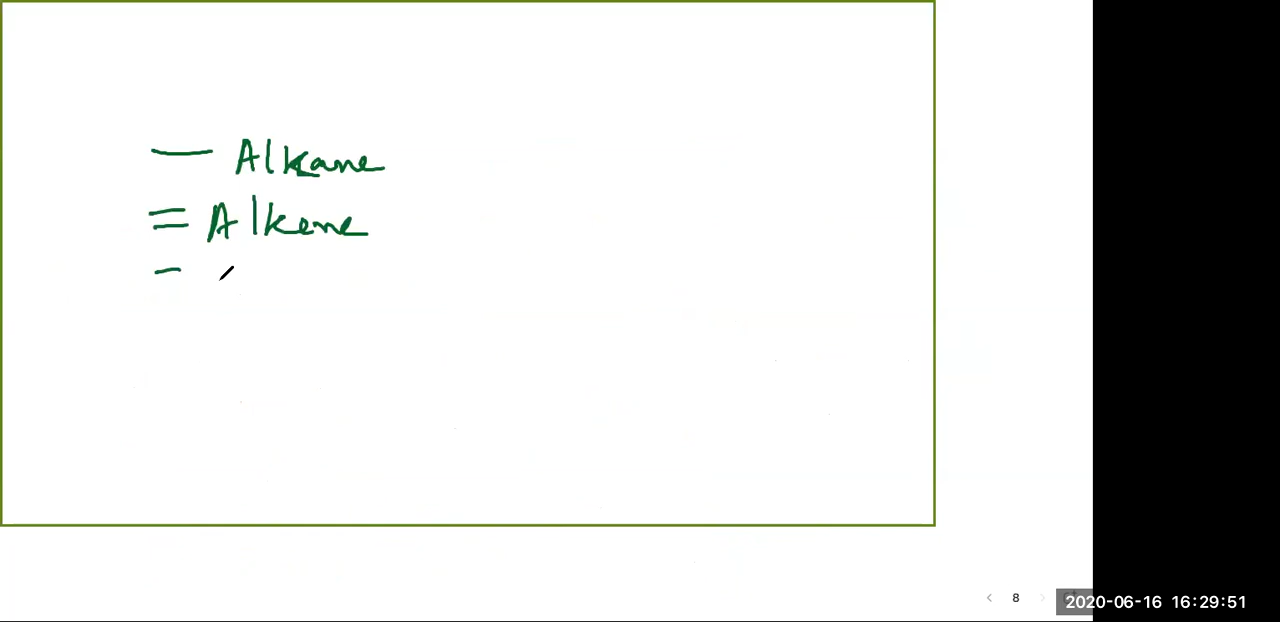 — Alkane
= Alkene
–
8
2020-06-16 16:29:51